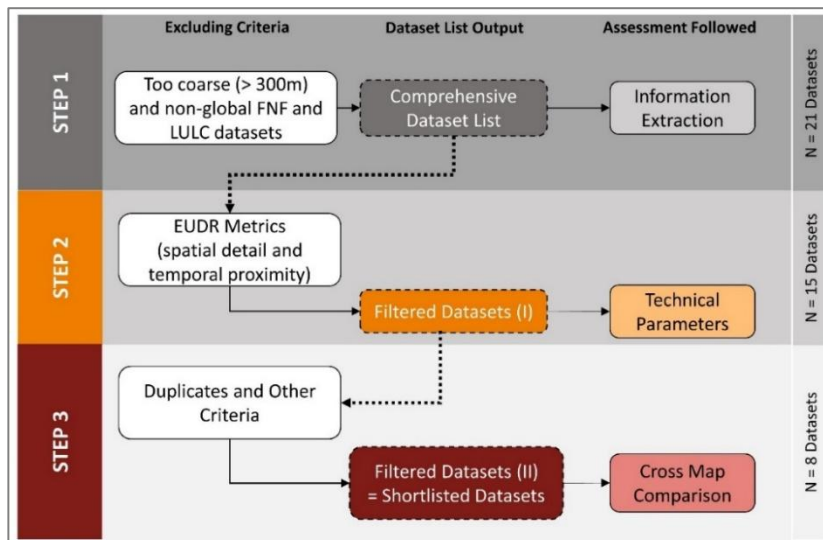 Excluding Criteria
Dataset List Output
Assessment Followed
STEP 1
Too coarse (> 300m)
and non-global FNF and
LULC datasets
Comprehensive
Dataset List
Information
Extraction
N = 21 Datasets
STEP 2
EUDR Metrics
(spatial detail and
temporal proximity)
Filtered Datasets (I)
Technical
Parameters
N = 15 Datasets
STEP 3
Duplicates and Other
Criteria
Filtered Datasets (II)
= Shortlisted Datasets
Cross Map
Comparison
N = 8 Datasets